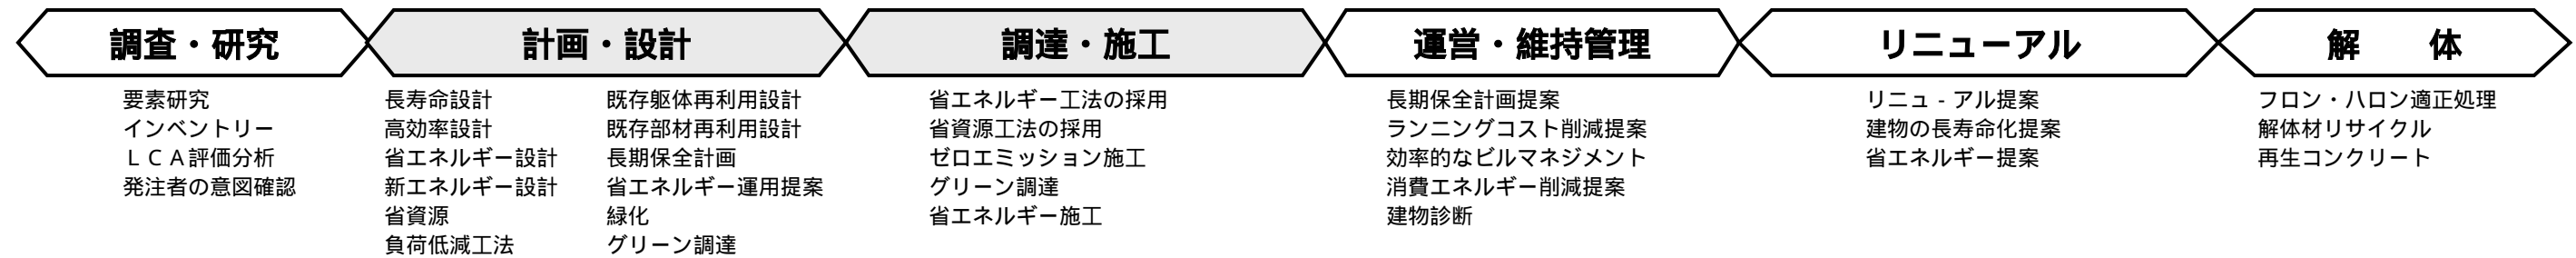 調査・研究
要素研究
インベントリー
ＬＣＡ評価分析
発注者の意図確認
計画・設計
長寿命設計
高効率設計
省エネルギー設計
新エネルギー設計
省資源
負荷低減工法
既存躯体再利用設計
既存部材再利用設計
長期保全計画
省エネルギー運用提案
緑化
グリーン調達
調達・施工
省エネルギー工法の採用
省資源工法の採用
ゼロエミッション施工
グリーン調達
省エネルギー施工
運営・維持管理
長期保全計画提案
ランニングコスト削減提案
効率的なビルマネジメント
消費エネルギー削減提案
建物診断
リニューアル
リニュ - アル提案
建物の長寿命化提案
省エネルギー提案
解　　体
フロン・ハロン適正処理
解体材リサイクル
再生コンクリート